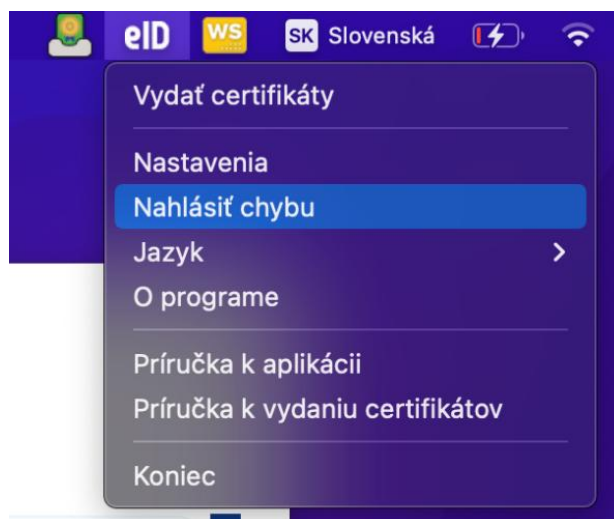 eID WS SK Slovenská
Vydať certifikáty
Nastavenia
Nahlásiť chybu
Jazyk
O programe
Príručka k aplikácii
Príručka k vydaniu certifikátov
Koniec